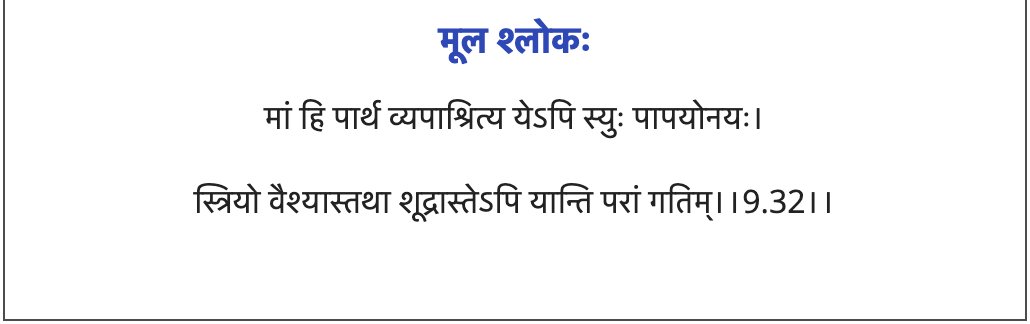 मूल श्लोकः
मां हि पार्थ व्यपाश्रित्य येऽपि स्युः पापयोनयः।
स्त्रियो वैश्यास्तथा शूद्रास्तेऽपि यान्ति परां गतिम्।।9.32।।